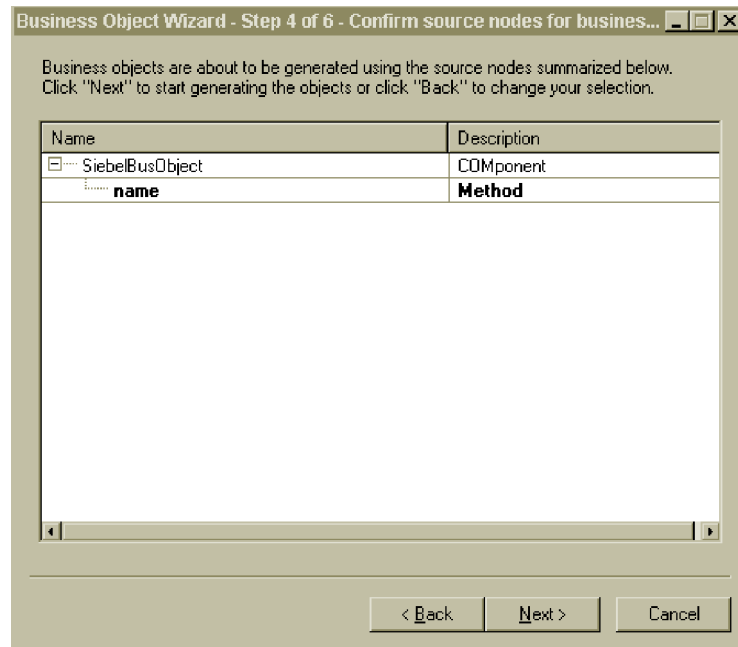 Business Object Wizard - Step 4 of 6 - Confirm source nodes for busines...
Business objects are about to be generated using the source nodes summarized below.
Click "Next" to start generating the objects or click "Back" to change your selection.
Name Description
SiebelBusObject COMponent
name Method
< Back Next > Cancel